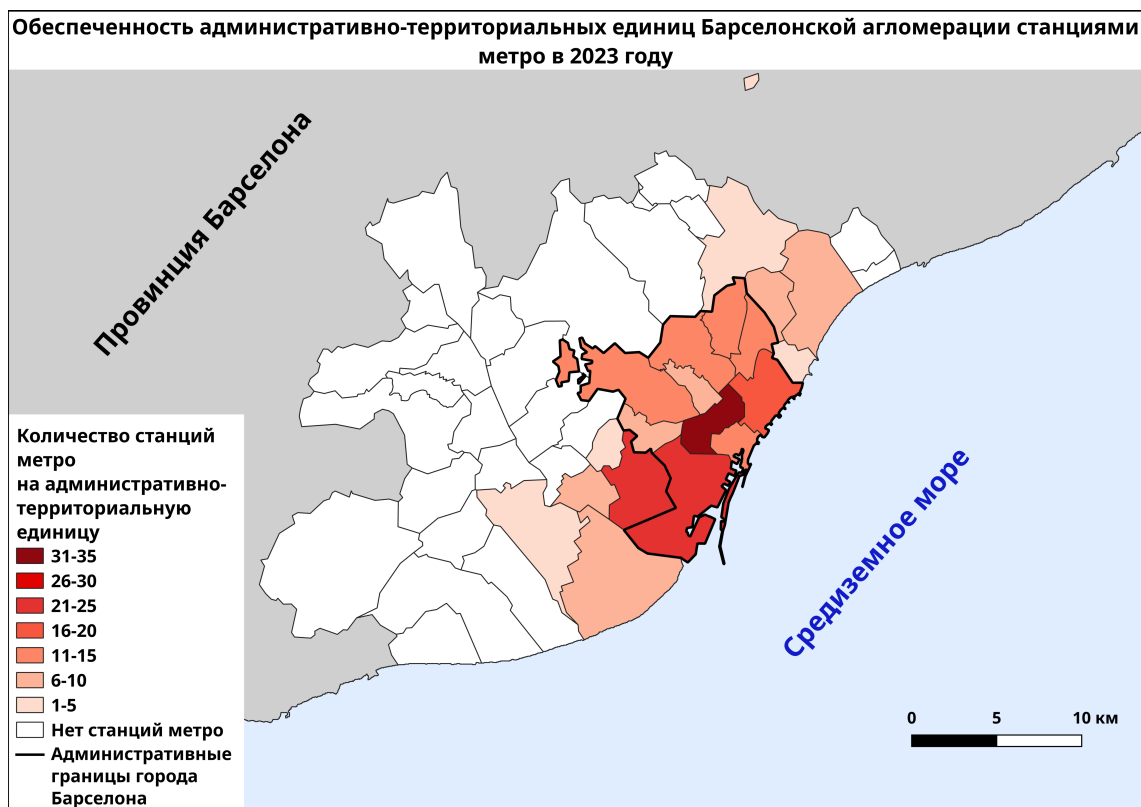 Обеспеченность административно-территориальных единиц Барселонской агломерации станциями
метро в 2023 году
Провинция Барселона
Средиземное море
Количество станций
метро
на административно-
территориальную
единицу
31-35
26-30
21-25
16-20
11-15
6-10
1-5
Нет станций метро
Административные
границы города
Барселона
0 5 10 км